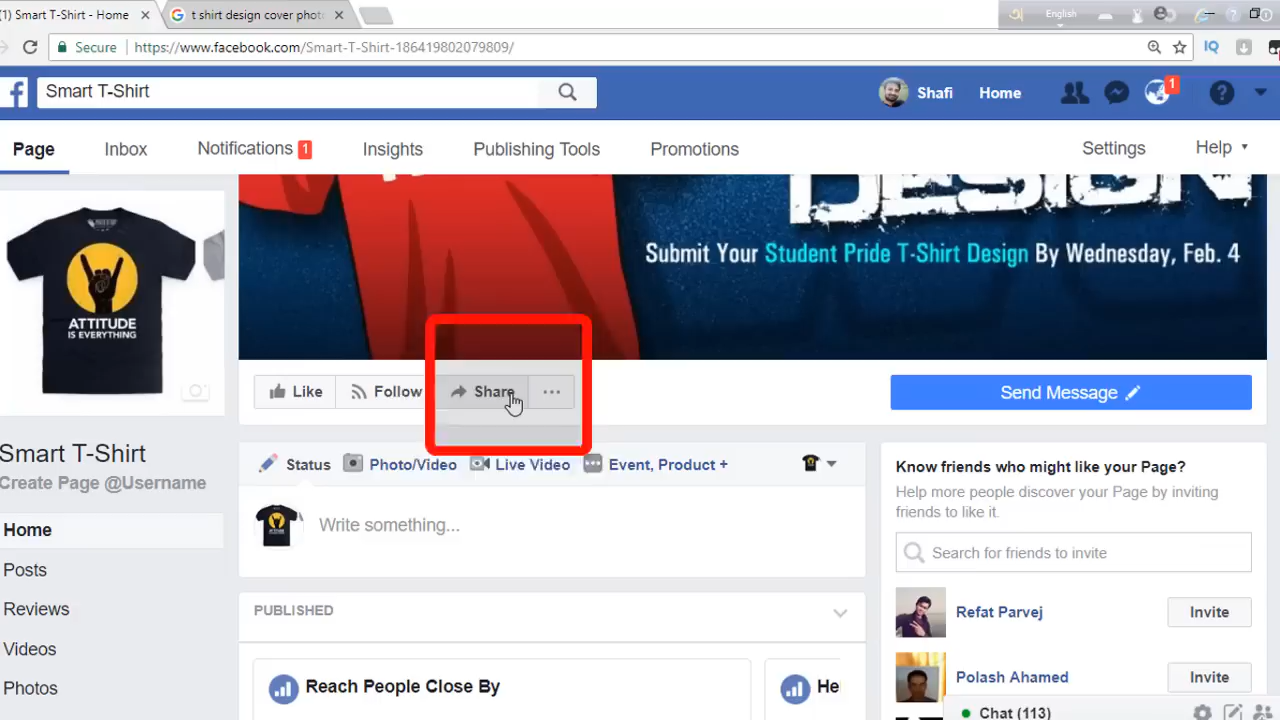 (1) Smart T-Shirt - Home
t shirt design cover phot
English
Secure
https://www.facebook.com/Smart-T-Shirt-186419802079809/
IQ
Smart T-Shirt
Shafi
Home
1
Page
Inbox
Notifications 1
Insights
Publishing Tools
Promotions
Settings
Help
DESIGN
Submit Your Student Pride T-Shirt Design By Wednesday, Feb. 4
ATTITUDE
IS EVERYTHING
Like
Follow
Share
Send Message
Smart T-Shirt
Create Page @Username
Home
Posts
Reviews
Videos
Photos
Status
Photo/Video
Live Video
Event, Product +
Write something...
PUBLISHED
Reach People Close By
He
Know friends who might like your Page?
Help more people discover your Page by inviting
friends to like it.
Search for friends to invite
Refat Parvej
Invite
Polash Ahamed
Invite
Chat (113)